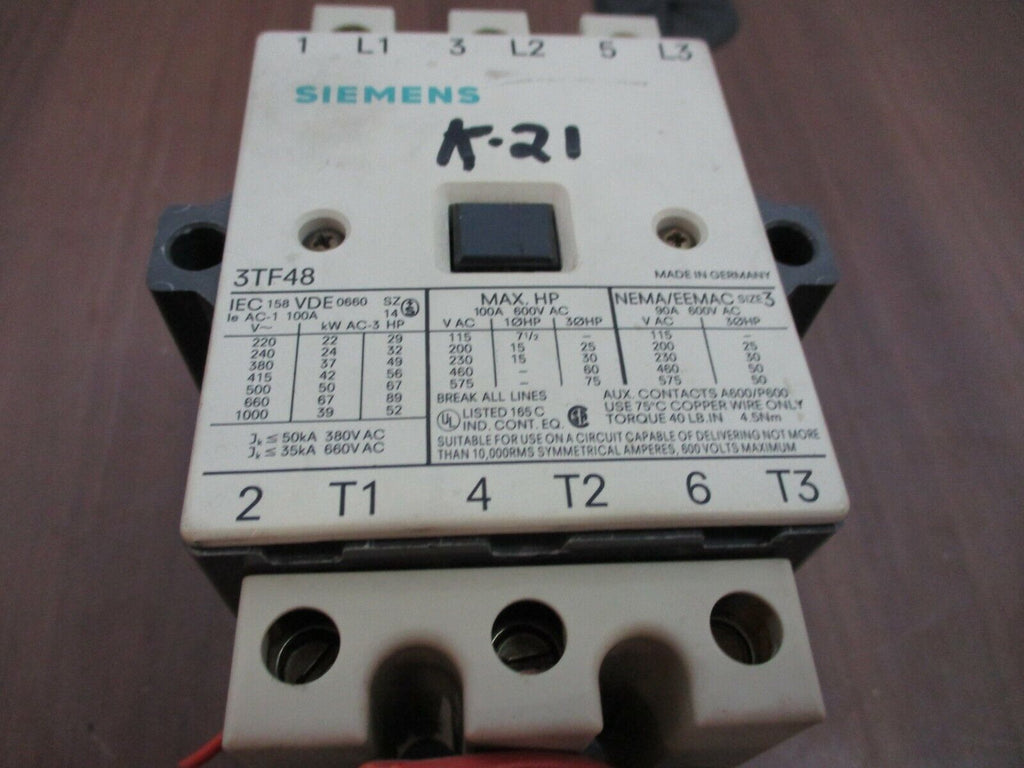 1 L1 3 L2 5 L3
SIEMENS
K-21
3TF48
MADE IN GERMANY
IEC 158 VDE 0660 SZ
Ie AC-1 100A 14
V~ kW AC-3 HP
220 22 29
240 24 32
380 37 49
415 42 56
500 50 67
660 67 89
1000 39 52
Jk ≤ 50kA 380V AC
Jk ≤ 35kA 660V AC
MAX. HP
100A 600V AC
V AC 1ØHP 3ØHP
115 7 1/2 -
200 15 25
230 15 30
460 - 60
575 - 75
NEMA/EEMAC SIZE 3
90A 600V AC
V AC 3ØHP
115 -
200 25
230 30
460 50
575 50
BREAK ALL LINES
UL LISTED 165 C
IND. CONT. EQ.
AUX. CONTACTS A600/P600
USE 75°C COPPER WIRE ONLY
TORQUE 40 LB.IN 4.5Nm
SUITABLE FOR USE ON A CIRCUIT CAPABLE OF DELIVERING NOT MORE
THAN 10,000RMS SYMMETRICAL AMPERES, 600 VOLTS MAXIMUM
2 T1 4 T2 6 T3